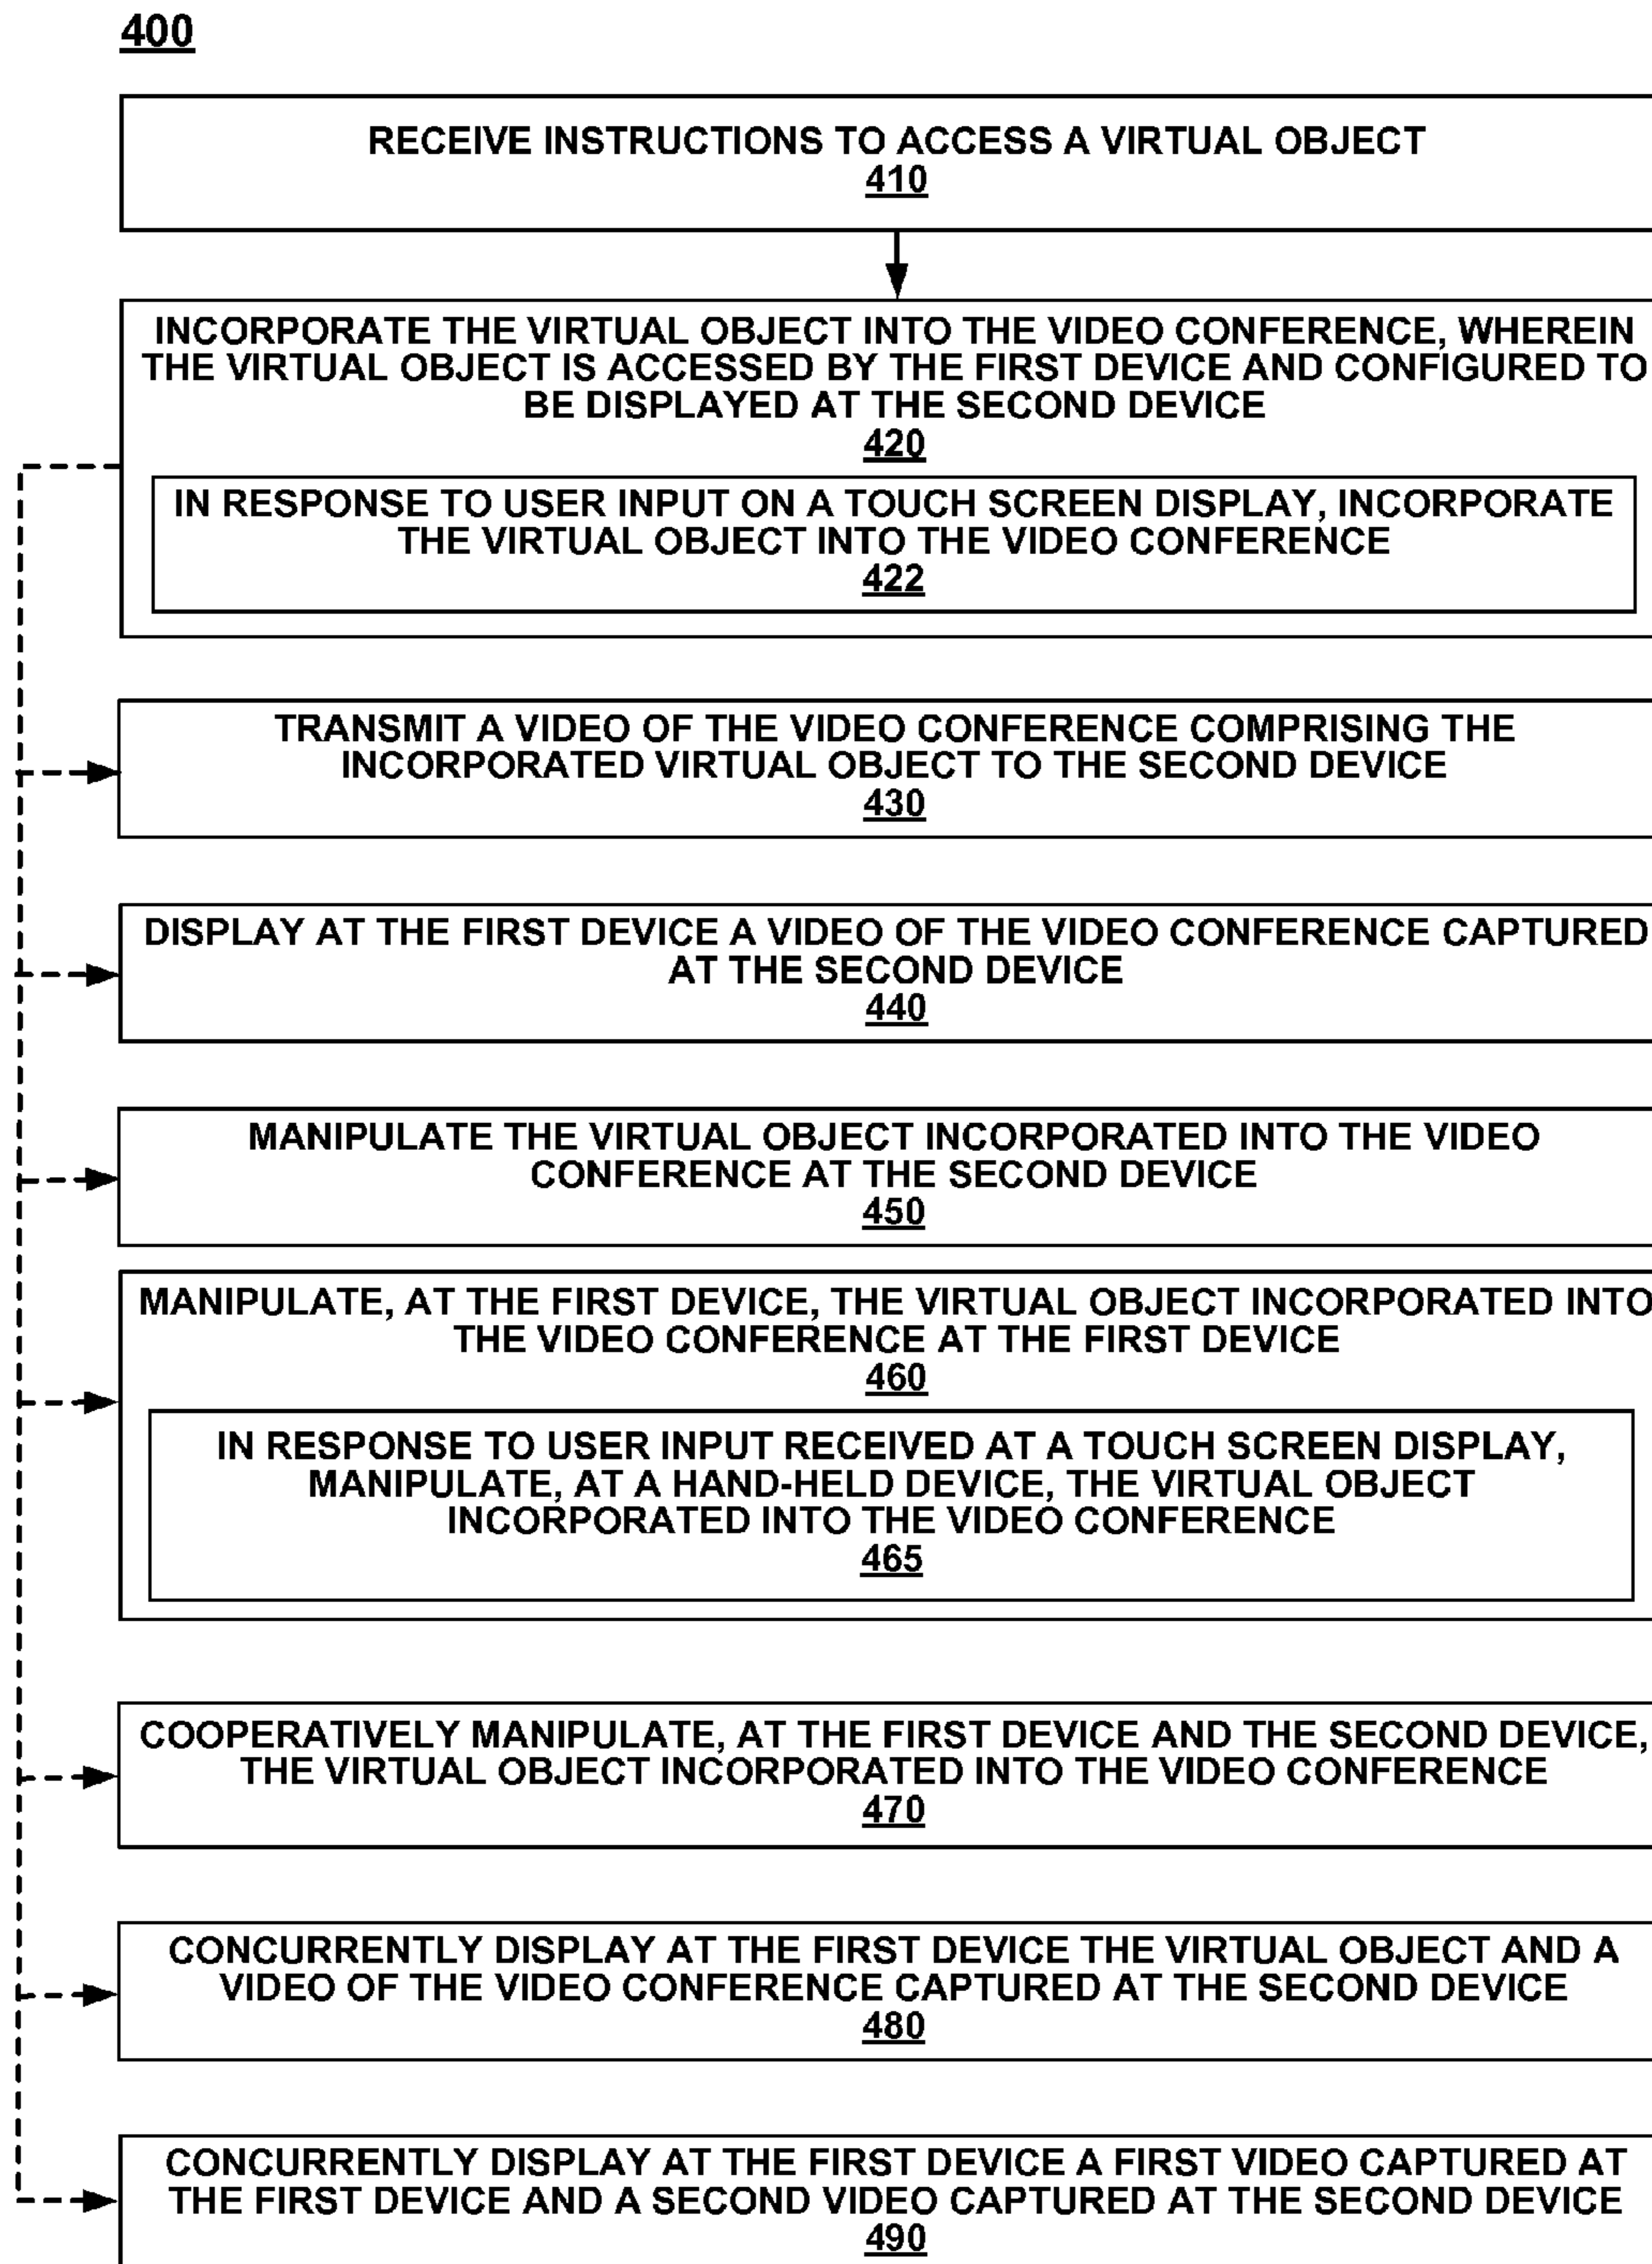 400
RECEIVE INSTRUCTIONS TO ACCESS A VIRTUAL OBJECT
410
INCORPORATE THE VIRTUAL OBJECT INTO THE VIDEO CONFERENCE, WHEREIN
THE VIRTUAL OBJECT IS ACCESSED BY THE FIRST DEVICE AND CONFIGURED TO
BE DISPLAYED AT THE SECOND DEVICE
420
IN RESPONSE TO USER INPUT ON A TOUCH SCREEN DISPLAY, INCORPORATE
THE VIRTUAL OBJECT INTO THE VIDEO CONFERENCE
422
TRANSMIT A VIDEO OF THE VIDEO CONFERENCE COMPRISING THE
INCORPORATED VIRTUAL OBJECT TO THE SECOND DEVICE
430
DISPLAY AT THE FIRST DEVICE A VIDEO OF THE VIDEO CONFERENCE CAPTURED
AT THE SECOND DEVICE
440
MANIPULATE THE VIRTUAL OBJECT INCORPORATED INTO THE VIDEO
CONFERENCE AT THE SECOND DEVICE
450
MANIPULATE, AT THE FIRST DEVICE, THE VIRTUAL OBJECT INCORPORATED INTO
THE VIDEO CONFERENCE AT THE FIRST DEVICE
460
IN RESPONSE TO USER INPUT RECEIVED AT A TOUCH SCREEN DISPLAY,
MANIPULATE, AT A HAND-HELD DEVICE, THE VIRTUAL OBJECT
INCORPORATED INTO THE VIDEO CONFERENCE
465
COOPERATIVELY MANIPULATE, AT THE FIRST DEVICE AND THE SECOND DEVICE,
THE VIRTUAL OBJECT INCORPORATED INTO THE VIDEO CONFERENCE
470
CONCURRENTLY DISPLAY AT THE FIRST DEVICE THE VIRTUAL OBJECT AND A
VIDEO OF THE VIDEO CONFERENCE CAPTURED AT THE SECOND DEVICE
480
CONCURRENTLY DISPLAY AT THE FIRST DEVICE A FIRST VIDEO CAPTURED AT
THE FIRST DEVICE AND A SECOND VIDEO CAPTURED AT THE SECOND DEVICE
490